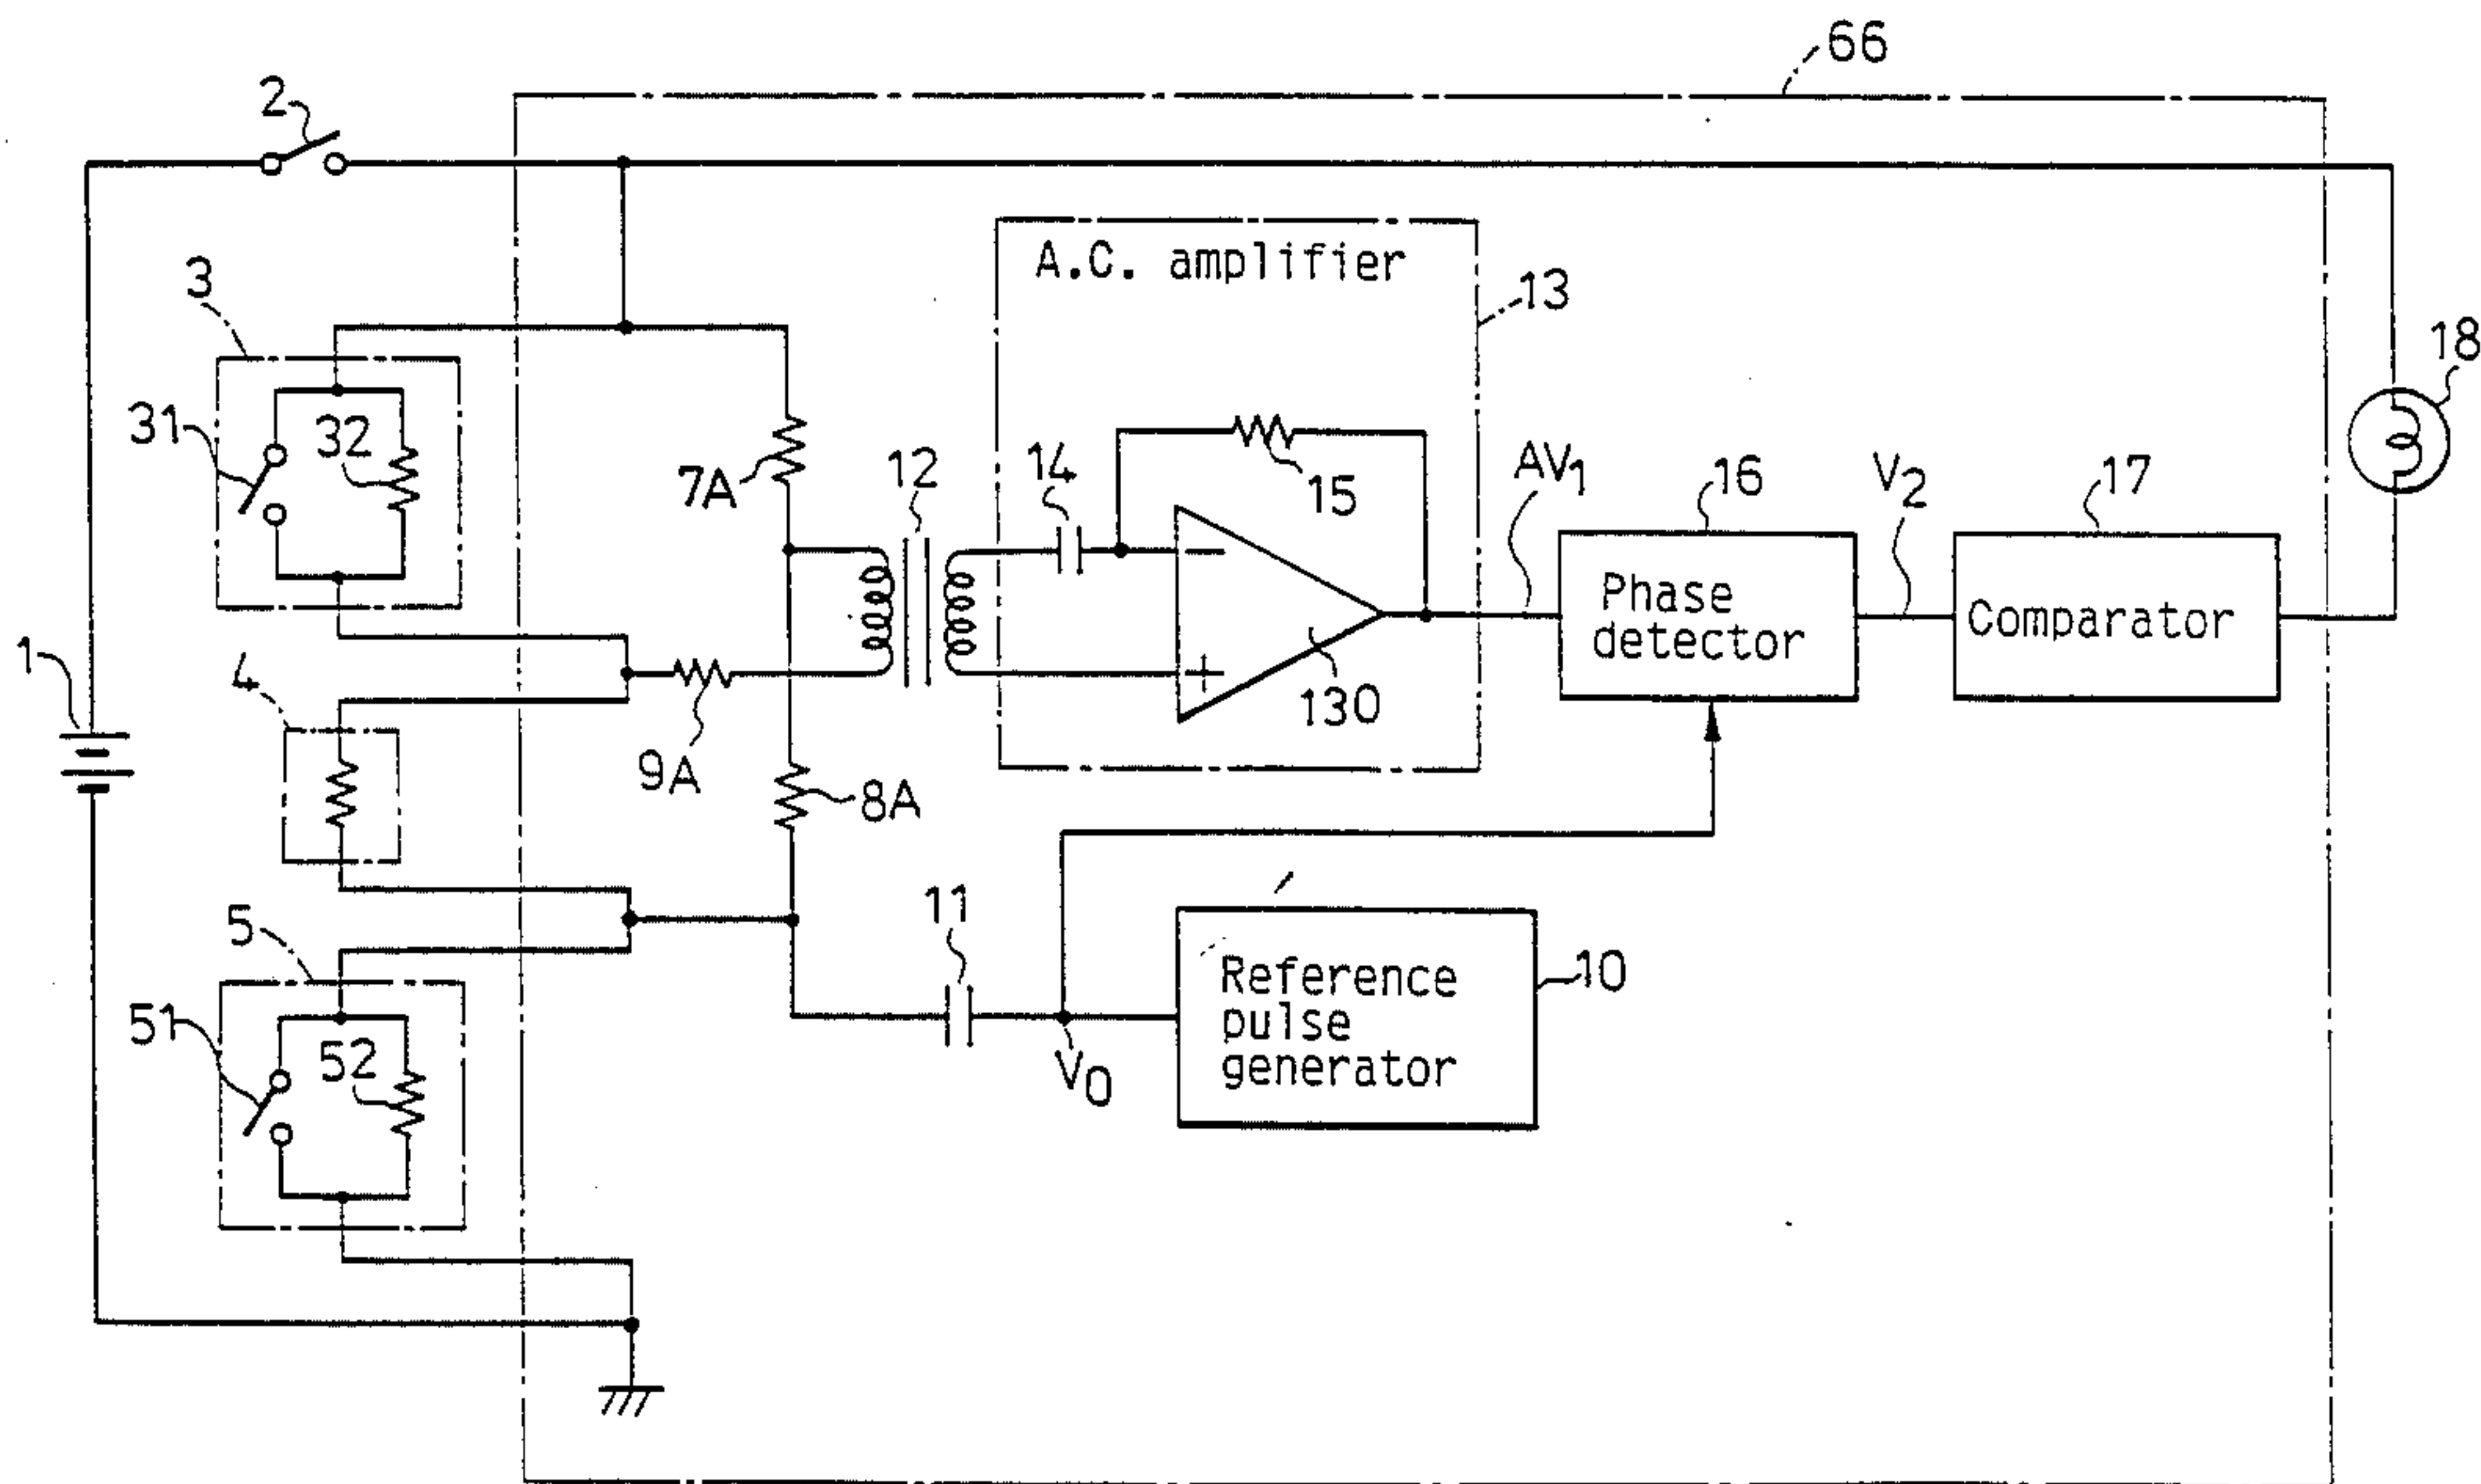 66
2
A.C. amplifier
3
13
18
31
32
7A
12
14
15
AV1
16
V2
17
Phase
detector
Comparator
1
4
9A
130
8A
5
11
Reference
pulse
generator
10
51
52
V0